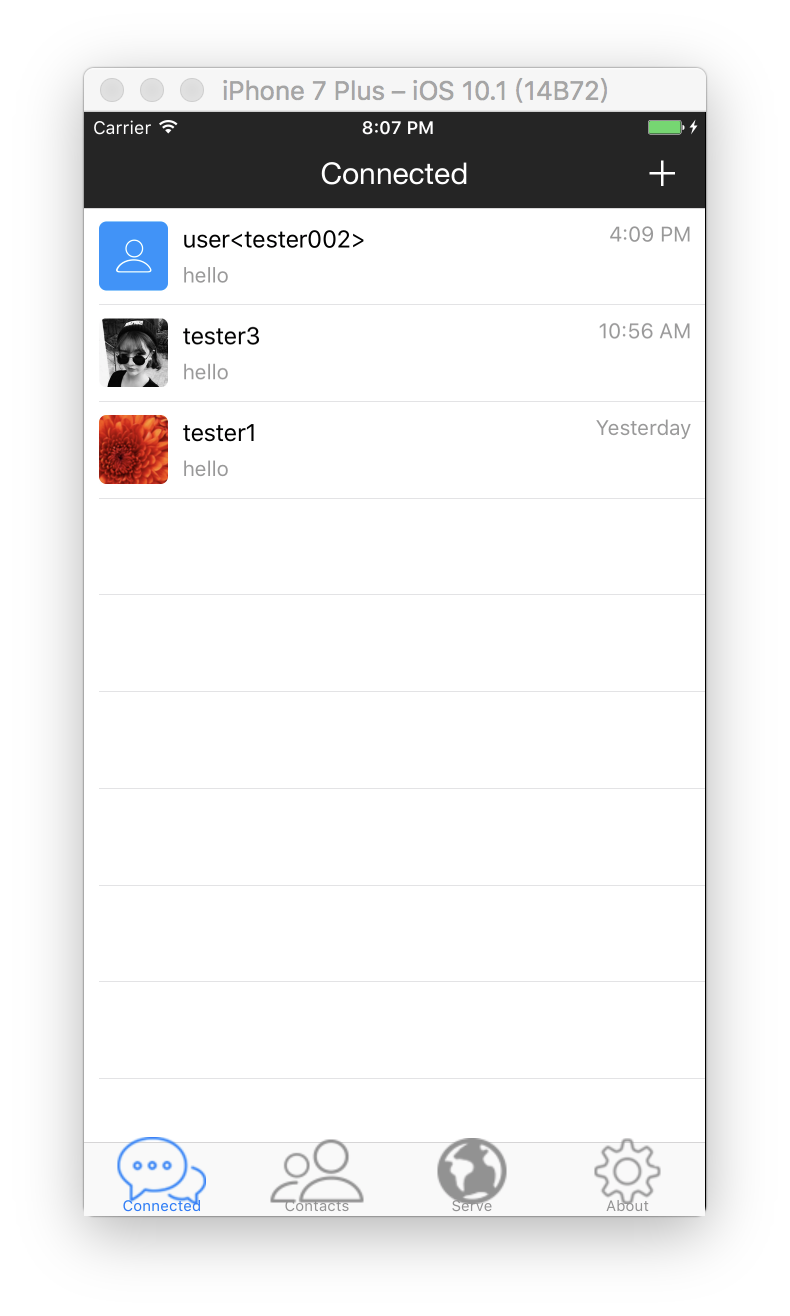 iPhone 7 Plus – iOS 10.1 (14B72)
Carrier 8:07 PM
Connected +
user<tester002> 4:09 PM
hello
tester3 10:56 AM
hello
tester1 Yesterday
hello
Connected Contacts Serve About